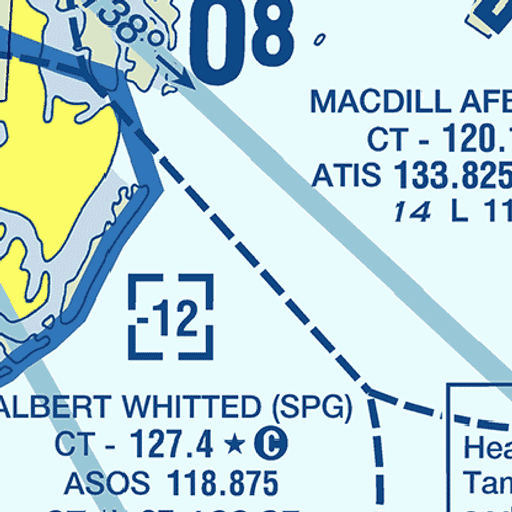 138°
08
MACDILL AFB
CT - 120.
ATIS 133.825
14 L 11
-12
ALBERT WHITTED (SPG)
CT - 127.4 ★ C
ASOS 118.875
Hea
Tam